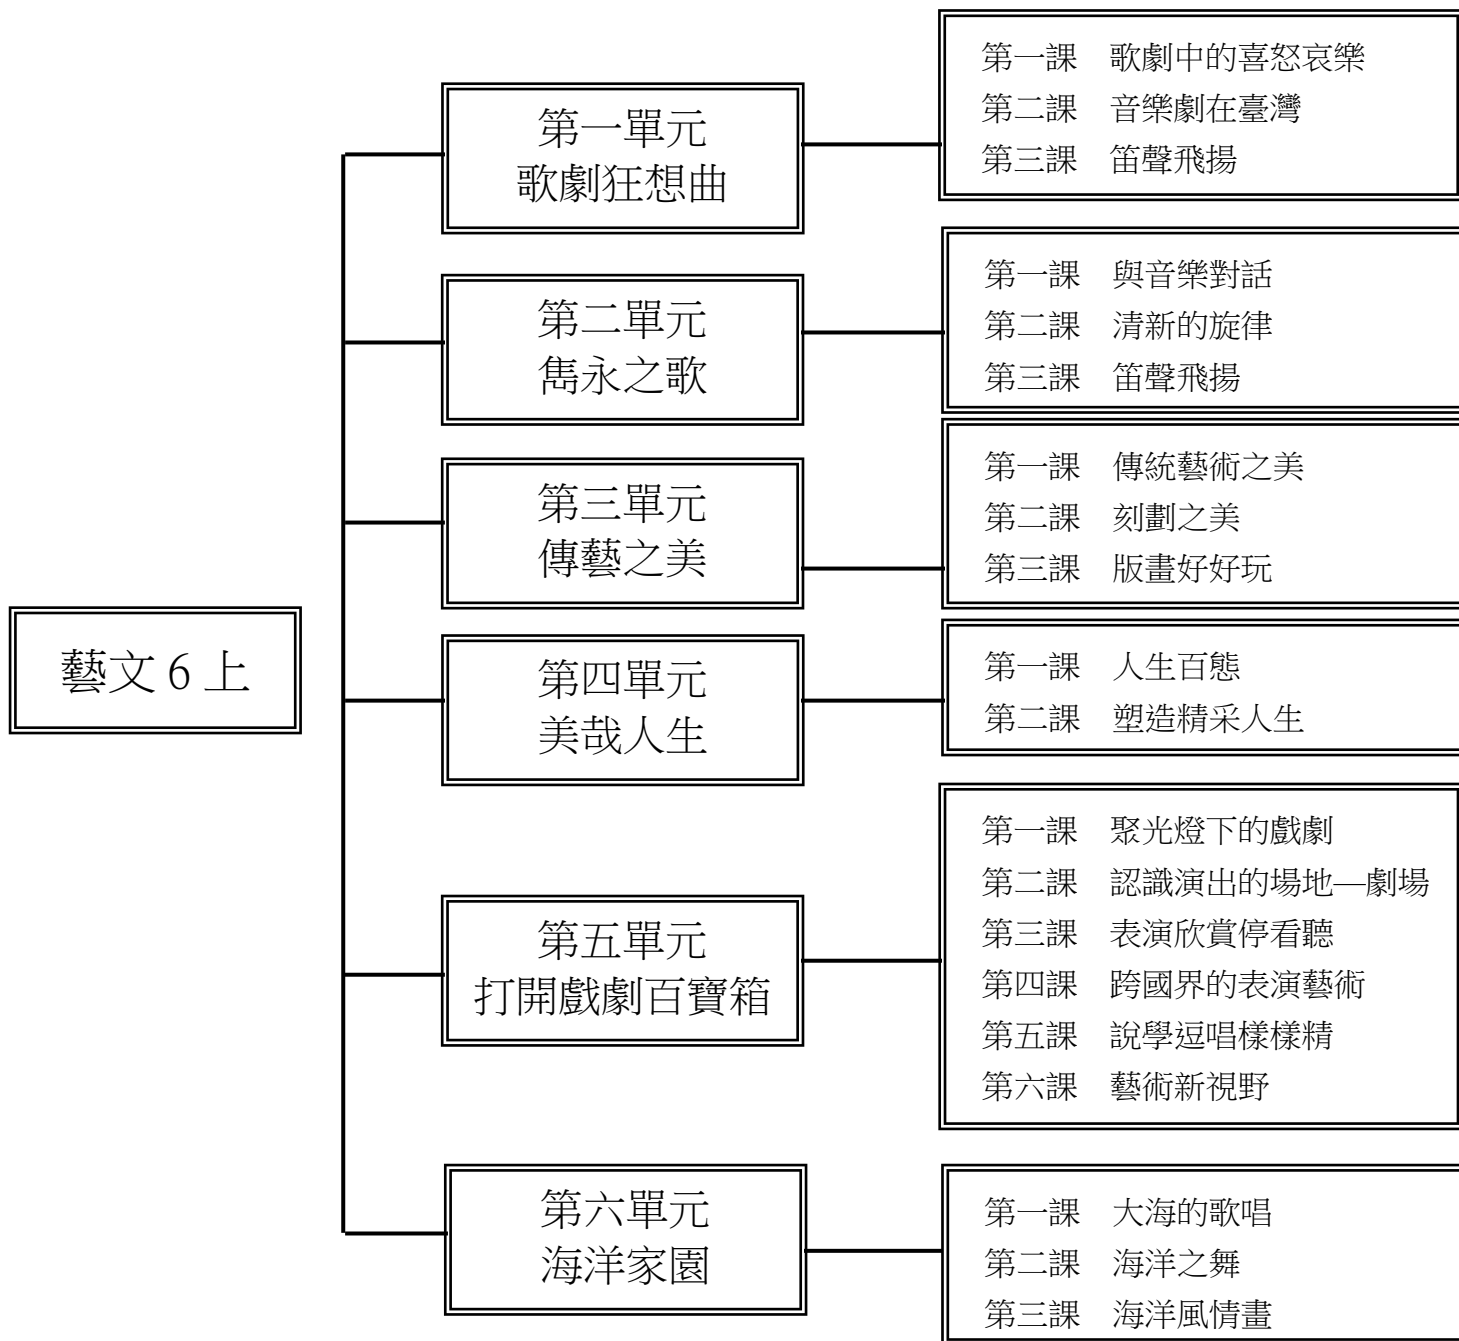 藝文 6 上
第一單元
歌劇狂想曲
第一課　歌劇中的喜怒哀樂
第二課　音樂劇在臺灣
第三課　笛聲飛揚
第二單元
雋永之歌
第一課　與音樂對話
第二課　清新的旋律
第三課　笛聲飛揚
第三單元
傳藝之美
第一課　傳統藝術之美
第二課　刻劃之美
第三課　版畫好好玩
第四單元
美哉人生
第一課　人生百態
第二課　塑造精采人生
第五單元
打開戲劇百寶箱
第一課　聚光燈下的戲劇
第二課　認識演出的場地—劇場
第三課　表演欣賞停看聽
第四課　跨國界的表演藝術
第五課　說學逗唱樣樣精
第六課　藝術新視野
第六單元
海洋家園
第一課　大海的歌唱
第二課　海洋之舞
第三課　海洋風情畫